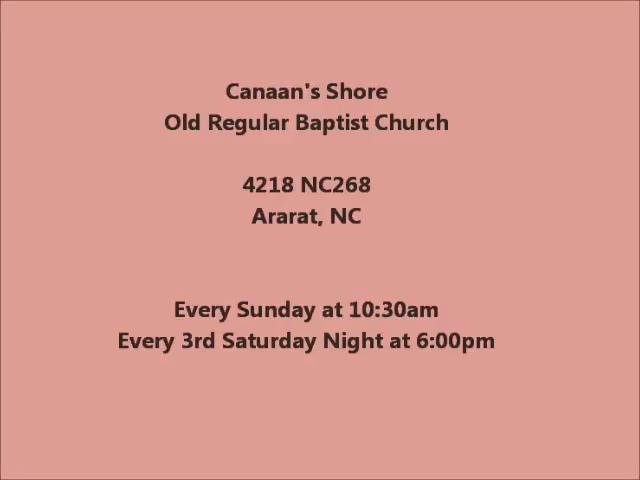 Canaan's Shore
Old Regular Baptist Church
4218 NC268
Ararat, NC
Every Sunday at 10:30am
Every 3rd Saturday Night at 6:00pm